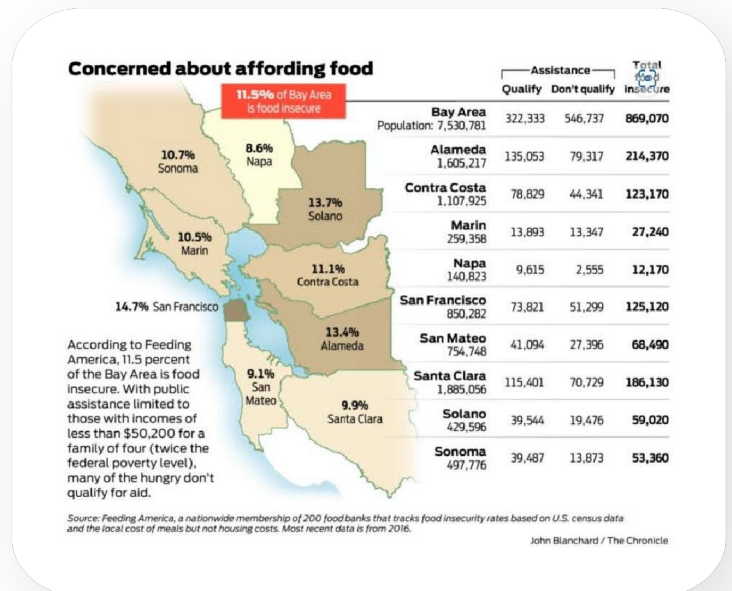 Concerned about affording food
11.5% of Bay Area
is food insecure
10.7%
Sonoma
8.6%
Napa
13.7%
Solano
10.5%
Marin
11.1%
Contra Costa
14.7% San Francisco
13.4%
Alameda
9.1%
San
Mateo
9.9%
Santa Clara
According to Feeding
America, 11.5 percent
of the Bay Area is food
insecure. With public
assistance limited to
those with incomes of
less than $50,200 for a
family of four (twice the
federal poverty level),
many of the hungry don't
qualify for aid.
Assistance
Total
food
Qualify Don't qualify insecure
Bay Area
Population: 7,530,781 322,333 546,737 869,070
Alameda
1,605,217 135,053 79,317 214,370
Contra Costa
1,107,925 78,829 44,341 123,170
Marin
259,358 13,893 13,347 27,240
Napa
140,823 9,615 2,555 12,170
San Francisco
850,282 73,821 51,299 125,120
San Mateo
754,748 41,094 27,396 68,490
Santa Clara
1,885,056 115,401 70,729 186,130
Solano
429,596 39,544 19,476 59,020
Sonoma
497,776 39,487 13,873 53,360
Source: Feeding America, a nationwide membership of 200 foodbanks that tracks food insecurity rates based on U.S. census data
and the local cost of meals but not housing costs. Most recent data is from 2016.
John Blanchard / The Chronicle